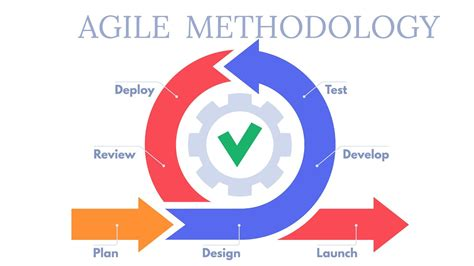 AGILE METHODOLOGY
Deploy
Test
Review
Develop
Plan
Design
Launch